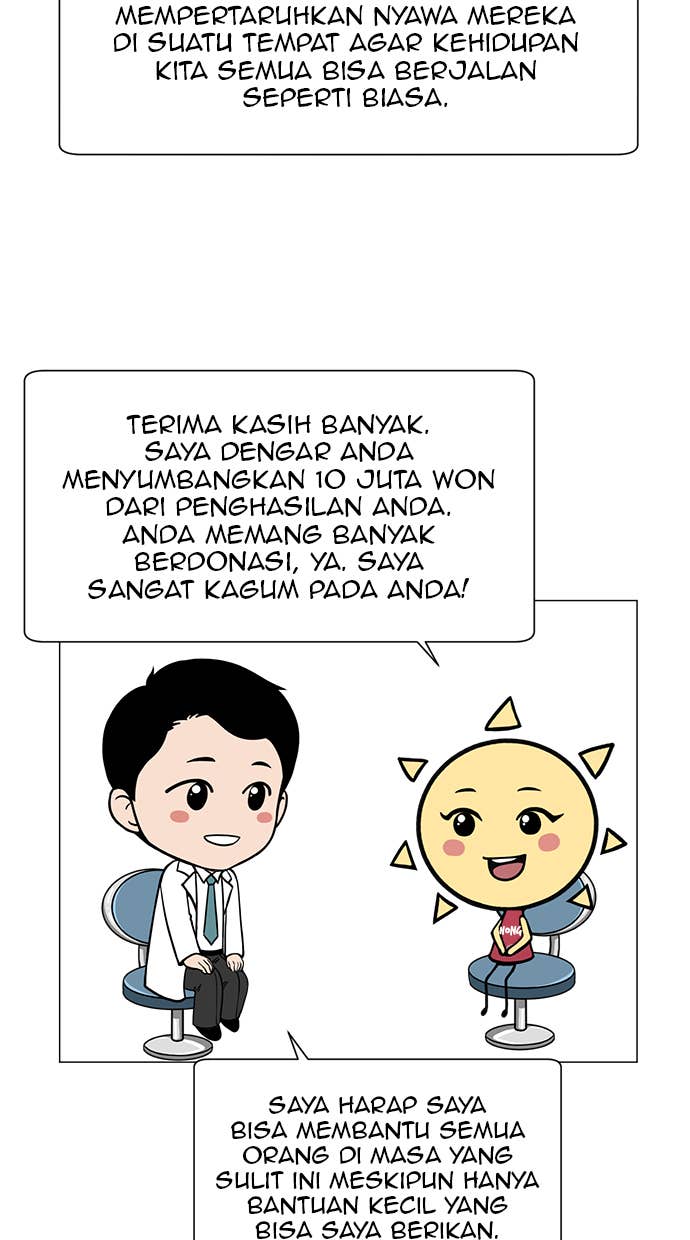 MEMPERTARUHKAN NYAWA MEREKA
DI SUATU TEMPAT AGAR KEHIDUPAN
KITA SEMUA BISA BERJALAN
SEPERTI BIASA.
TERIMA KASIH BANYAK.
SAYA DENGAR ANDA
MENYUMBANGKAN 10 JUTA WON
DARI PENGHASILAN ANDA.
ANDA MEMANG BANYAK
BERDONASI, YA. SAYA
SANGAT KAGUM PADA ANDA!
HONG
SAYA HARAP SAYA
BISA MEMBANTU SEMUA
ORANG DI MASA YANG
SULIT INI MESKIPUN HANYA
BANTUAN KECIL YANG
BISA SAYA BERIKAN.